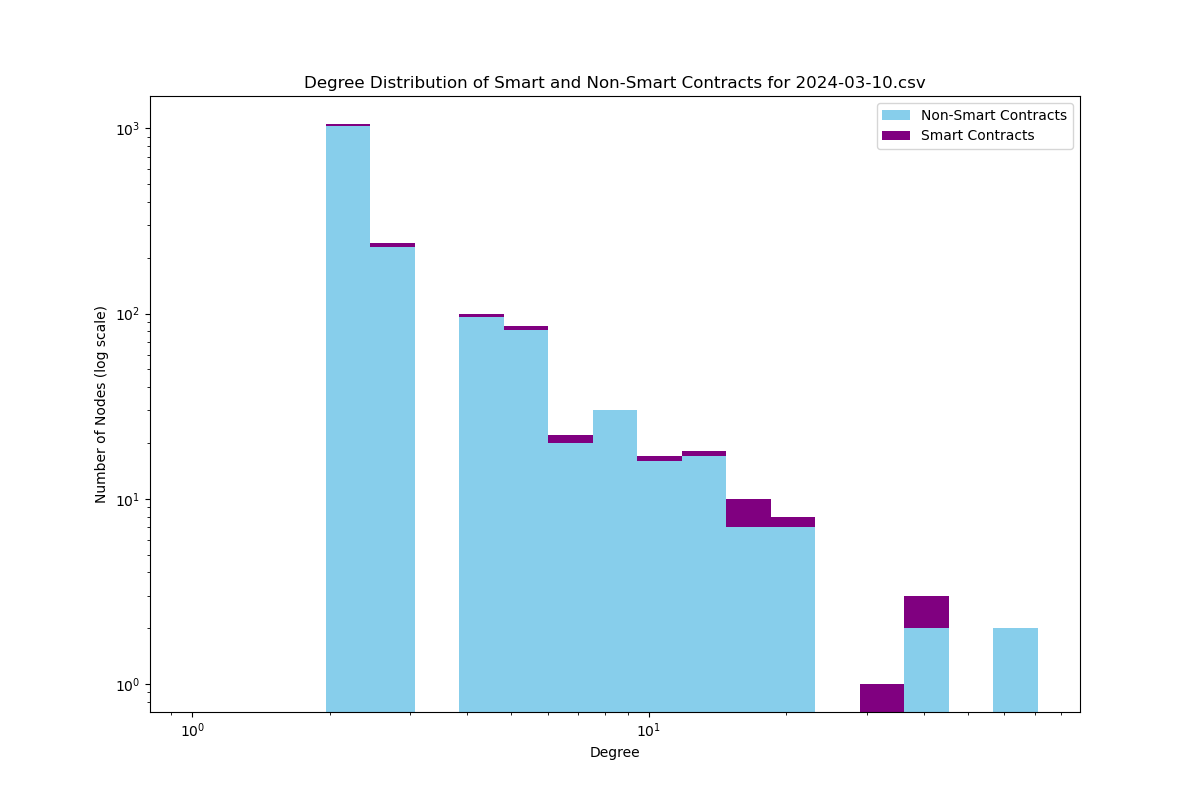 Degree Distribution of Smart and Non-Smart Contracts for 2024-03-10.csv
Non-Smart Contracts
Smart Contracts
Number of Nodes (log scale)
10³
10²
10¹
10⁰
10⁰
10¹
Degree